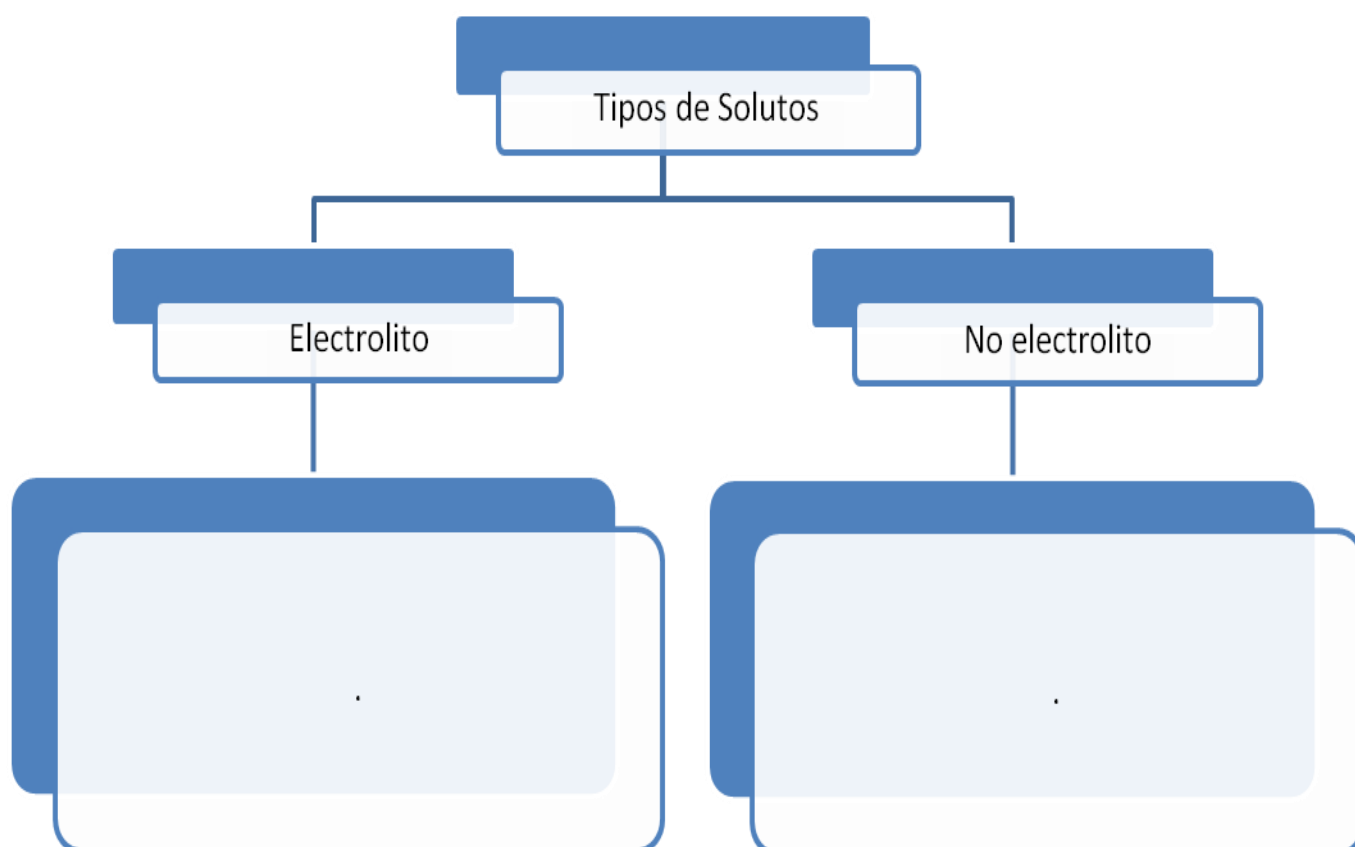 Tipos de Solutos
Electrolito
No electrolito
.
.